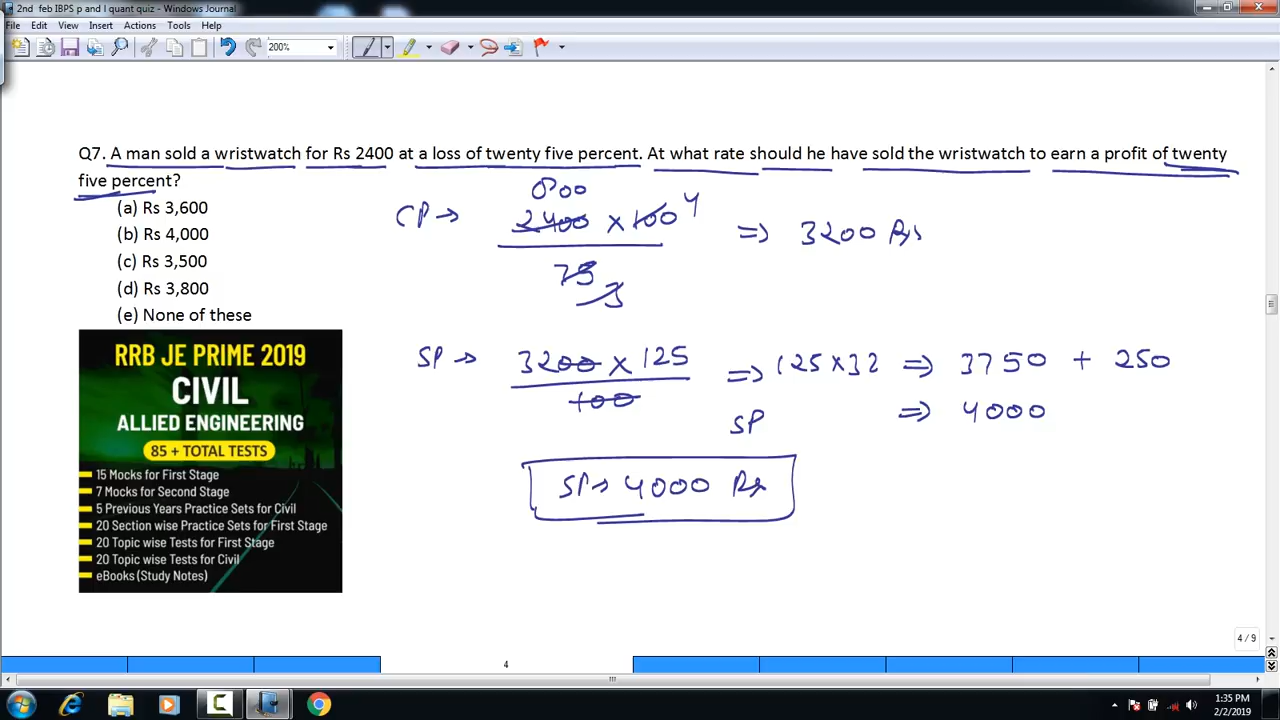 2nd feb IBPS p and I quant quiz - Windows Journal
File Edit View Insert Actions Tools Help
200%
Q7. A man sold a wristwatch for Rs 2400 at a loss of twenty five percent. At what rate should he have sold the wristwatch to earn a profit of twenty
five percent?
(a) Rs 3,600
(b) Rs 4,000
(c) Rs 3,500
(d) Rs 3,800
(e) None of these
800
CP → 2400 × 100 4 => 3200 Rs
75
3
SP → 3200 × 125 => 125×32 => 3750 + 250
100
SP => 4000
SP → 4000 Rs
RRB JE PRIME 2019
CIVIL
ALLIED ENGINEERING
85 + TOTAL TESTS
15 Mocks for First Stage
7 Mocks for Second Stage
5 Previous Years Practice Sets for Civil
20 Section wise Practice Sets for First Stage
20 Topic wise Tests for First Stage
20 Topic wise Tests for Civil
eBooks (Study Notes)
4 / 9
4
1:35 PM
2/2/2019